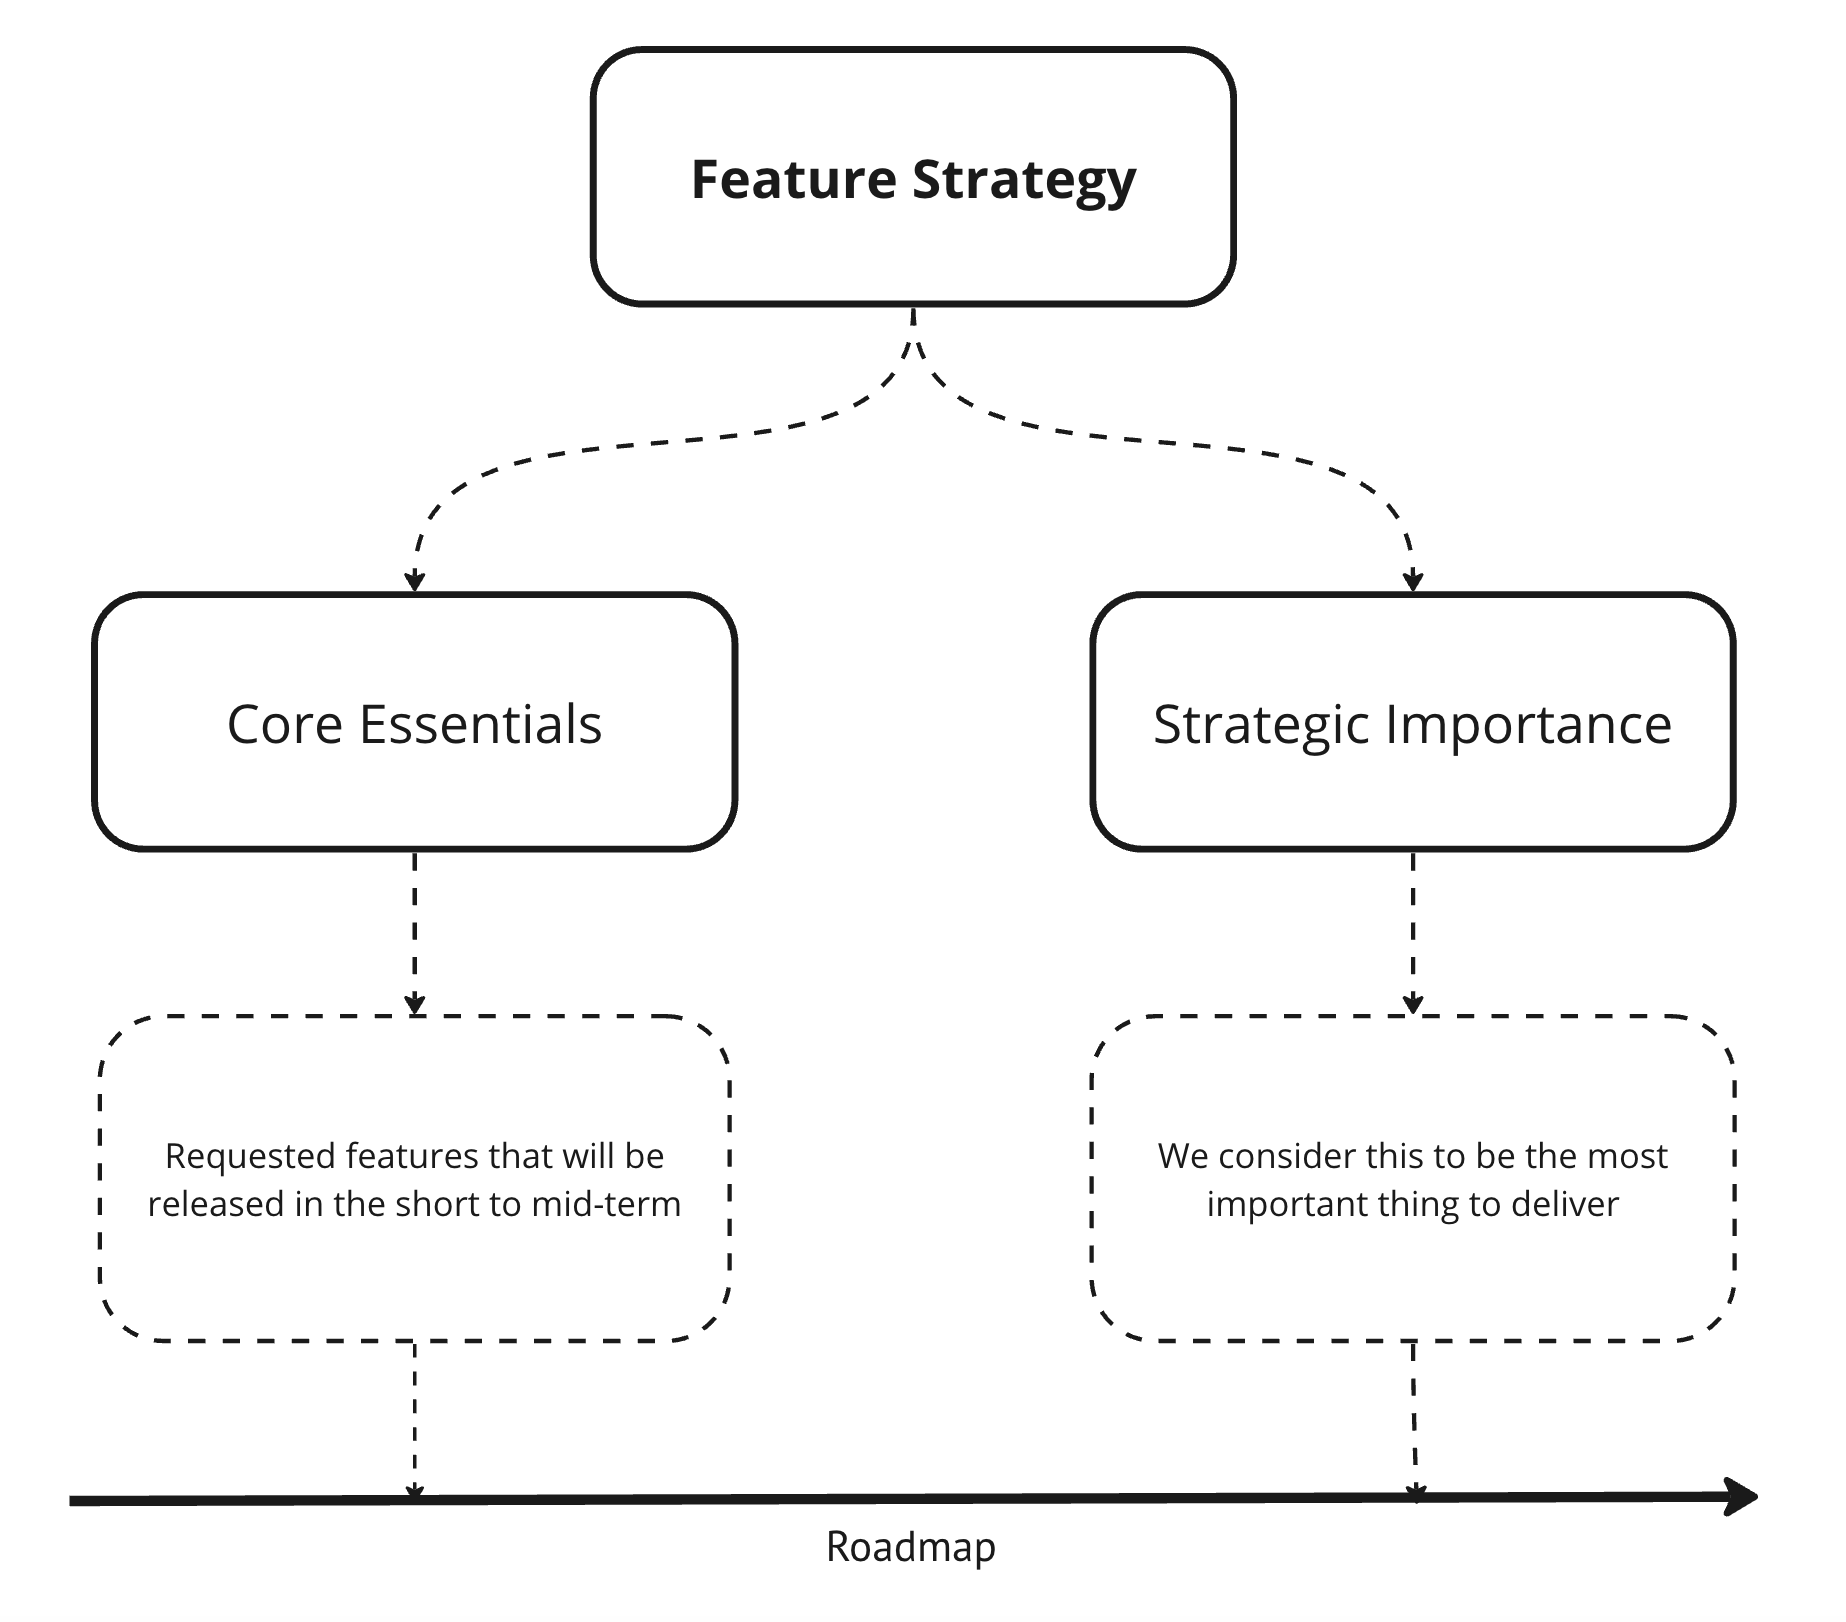 Feature Strategy
Core Essentials
Strategic Importance
Requested features that will be
released in the short to mid-term
We consider this to be the most
important thing to deliver
Roadmap